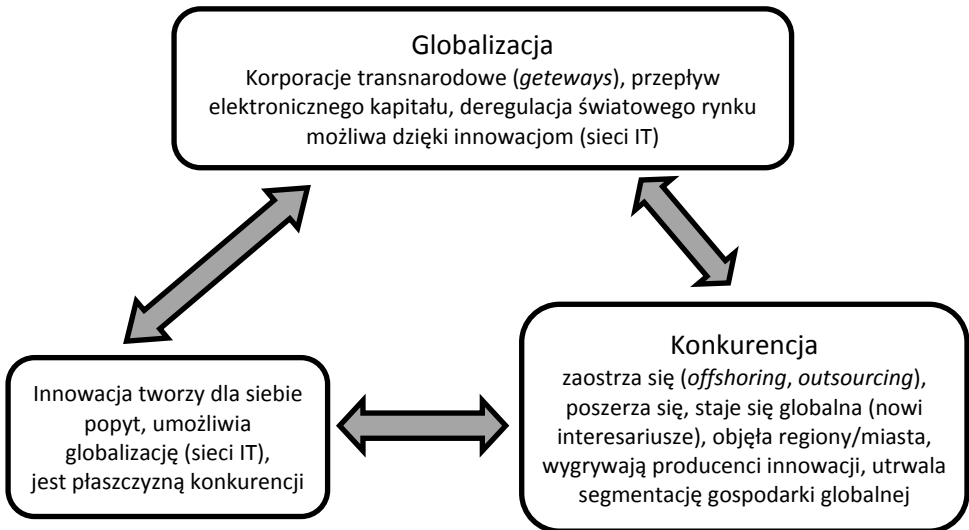 Globalizacja
Korporacje transnarodowe (geteways), przepływ
elektronicznego kapitału, deregulacja światowego rynku
możliwa dzięki innowacjom (sieci IT)
Innowacja tworzy dla siebie
popyt, umożliwia
globalizację (sieci IT),
jest płaszczyzną konkurencji
Konkurencja
zaostrza się (offshoring, outsourcing),
poszerza się, staje się globalna (nowi
interesariusze), objęła regiony/miasta,
wygrywają producenci innowacji, utrwala
segmentację gospodarki globalnej